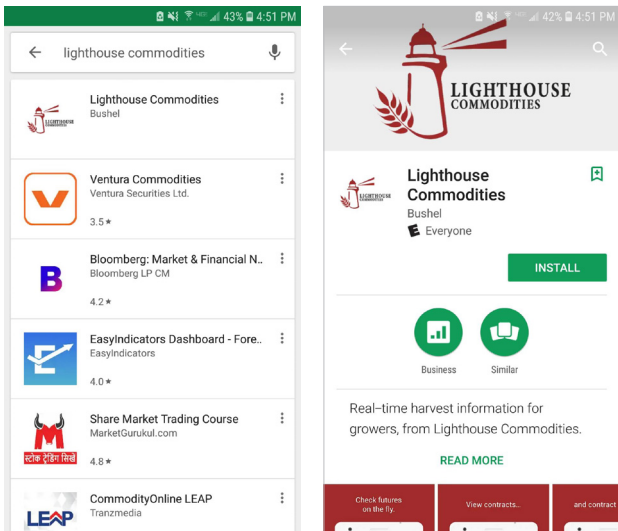 43% 4:51 PM
lighthouse commodities
LIGHTHOUSE
COMMODITIES
Lighthouse Commodities
Bushel
Ventura Commodities
Ventura Securities Ltd.
3.5 ★
B
Bloomberg: Market & Financial N..
Bloomberg LP CM
4.2 ★
EasyIndicators Dashboard - Fore..
EasyIndicators
4.0 ★
स्टॉक ट्रेडिंग सिखें
Share Market Trading Course
MarketGurukul.com
4.8 ★
LEAP
CommodityOnline LEAP
Tranzmedia
42% 4:51 PM
LIGHTHOUSE
COMMODITIES
LIGHTHOUSE
Lighthouse
Commodities
Bushel
E Everyone
INSTALL
Business
Similar
Real–time harvest information for
growers, from Lighthouse Commodities.
READ MORE
Check futures
on the fly.
View contracts..
and contract